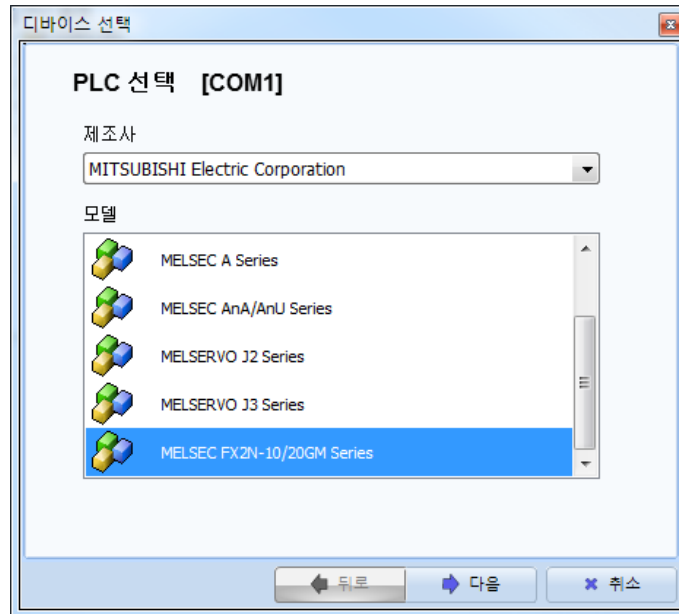 디바이스 선택
PLC 선택 [COM1]
제조사
MITSUBISHI Electric Corporation
모델
MELSEC A Series
MELSEC AnA/AnU Series
MELSERVO J2 Series
MELSERVO J3 Series
MELSEC FX2N-10/20GM Series
뒤로 다음 취소